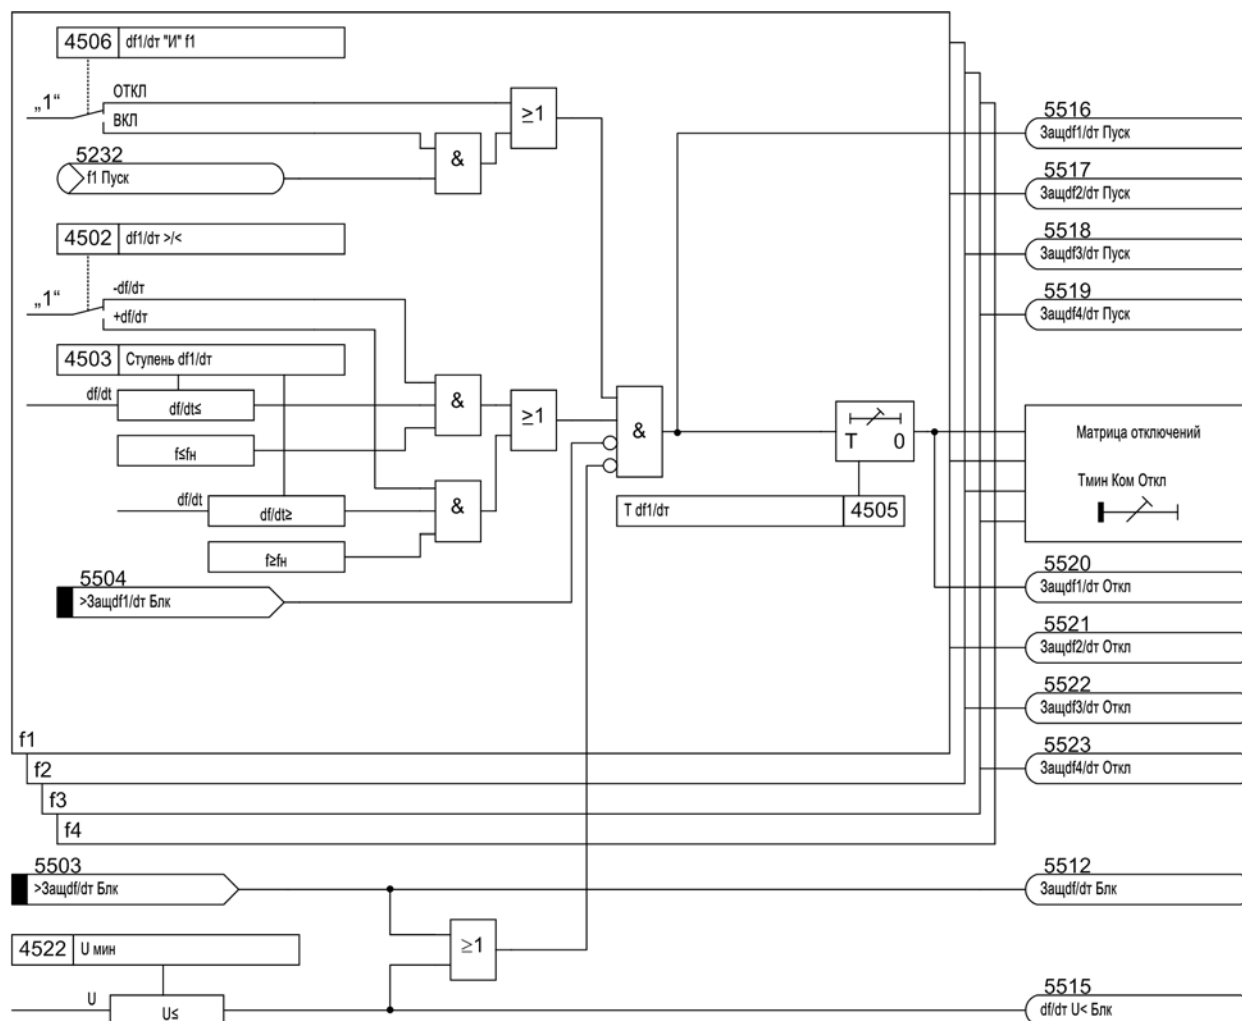 4506 df1/dт "И" f1
„1“
ОТКЛ
ВКЛ
≥1
&
5232
f1 Пуск
4502 df1/dт >/<
„1“
-df/dт
+df/dт
4503 Ступень df1/dт
df/dt
df/dt≤
&
≥1
f≤fн
df/dt
df/dt≥
&
f≥fн
5504
>Защdf1/dт Блк
&
T 0
T df1/dт 4505
5516
Защdf1/dт Пуск
5517
Защdf2/dт Пуск
5518
Защdf3/dт Пуск
5519
Защdf4/dт Пуск
Матрица отключений
Тмин Ком Откл
5520
Защdf1/dт Откл
5521
Защdf2/dт Откл
5522
Защdf3/dт Откл
5523
Защdf4/dт Откл
f1
f2
f3
f4
5503
>Защdf/dт Блк
5512
Защdf/dт Блк
≥1
4522 U мин
U
U≤
5515
df/dт U< Блк